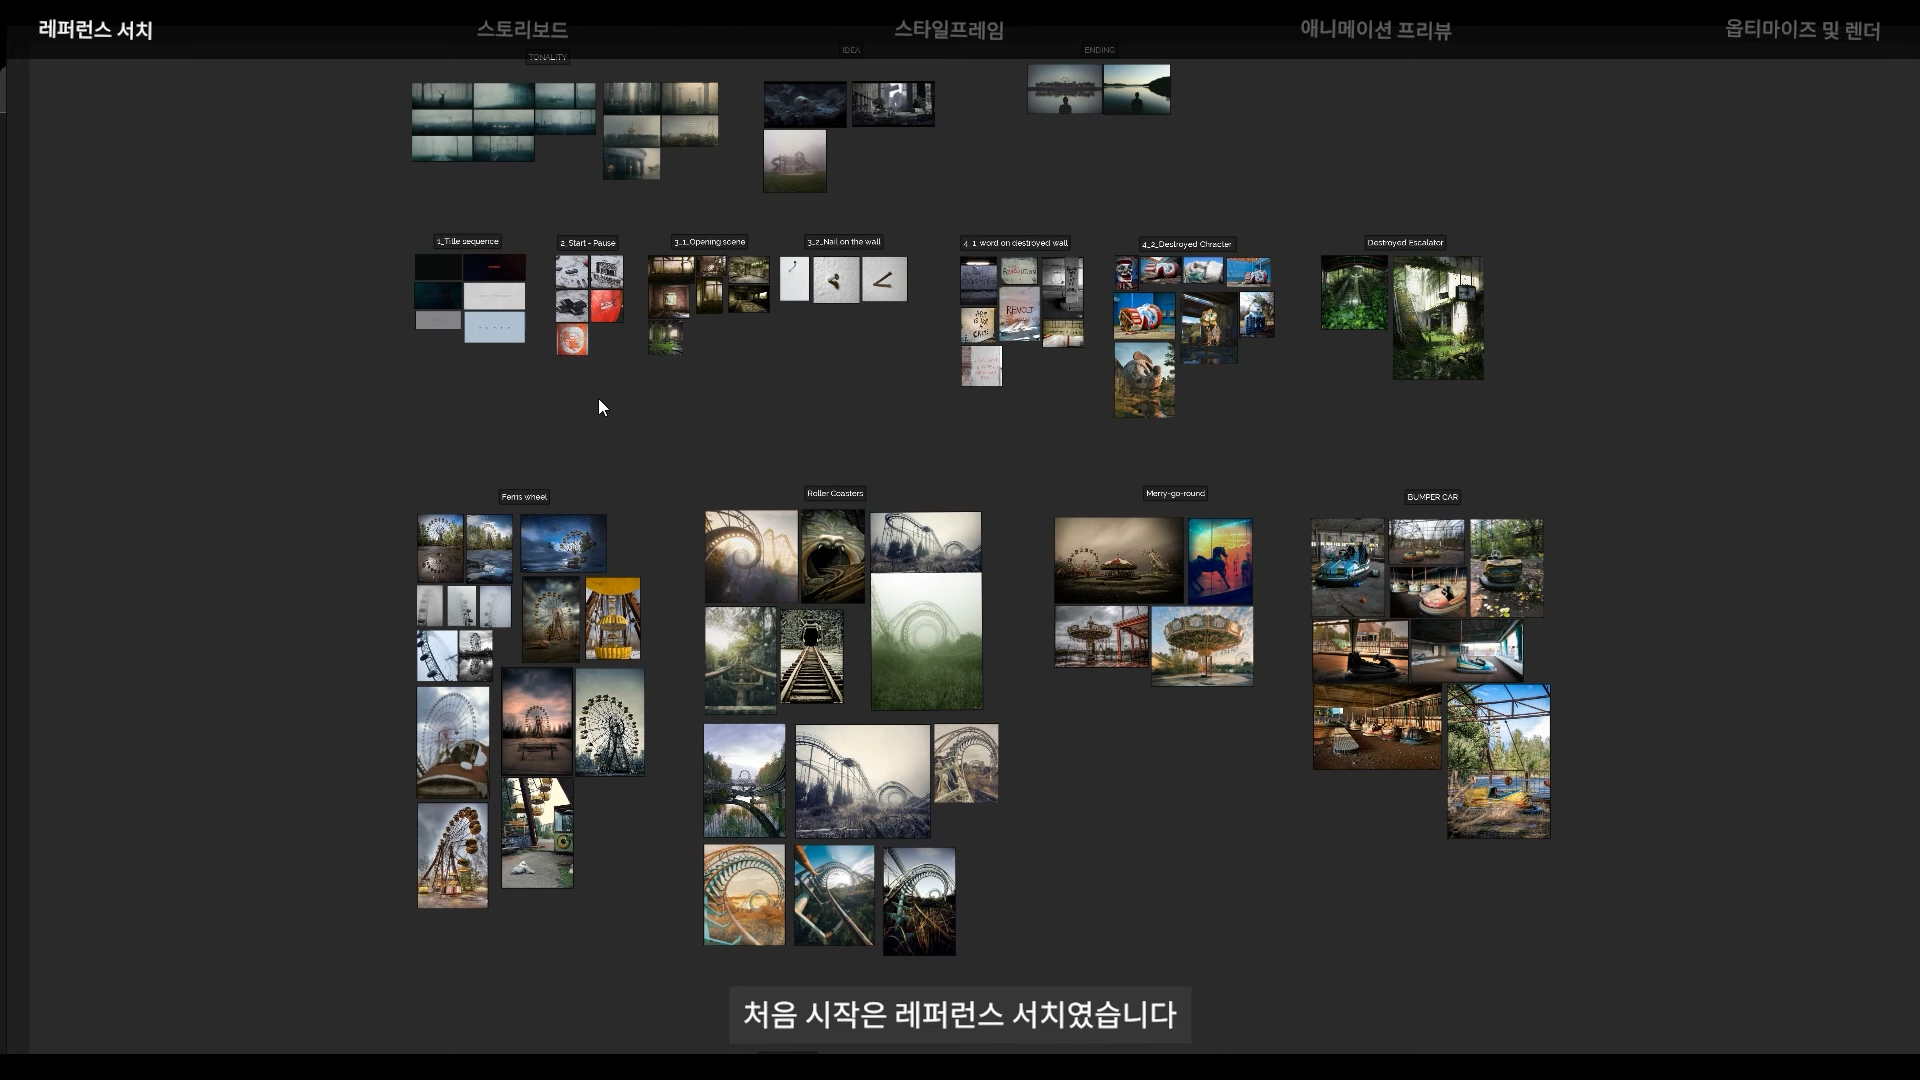 레퍼런스 서치
스토리보드
스타일프레임
애니메이션 프리뷰
옵티마이즈 및 렌더
TONALITY
IDEA
ENDING
1_Title sequence
2_Start - Pause
3_1_Opening scene
3_2_Nail on the wall
4_1_word on destroyed wall
4_2_Destroyed Chracter
Destroyed Escalator
REVOLT
Ferris wheel
Roller Coasters
Merry-go-round
BUMPER CAR
처음 시작은 레퍼런스 서치였습니다